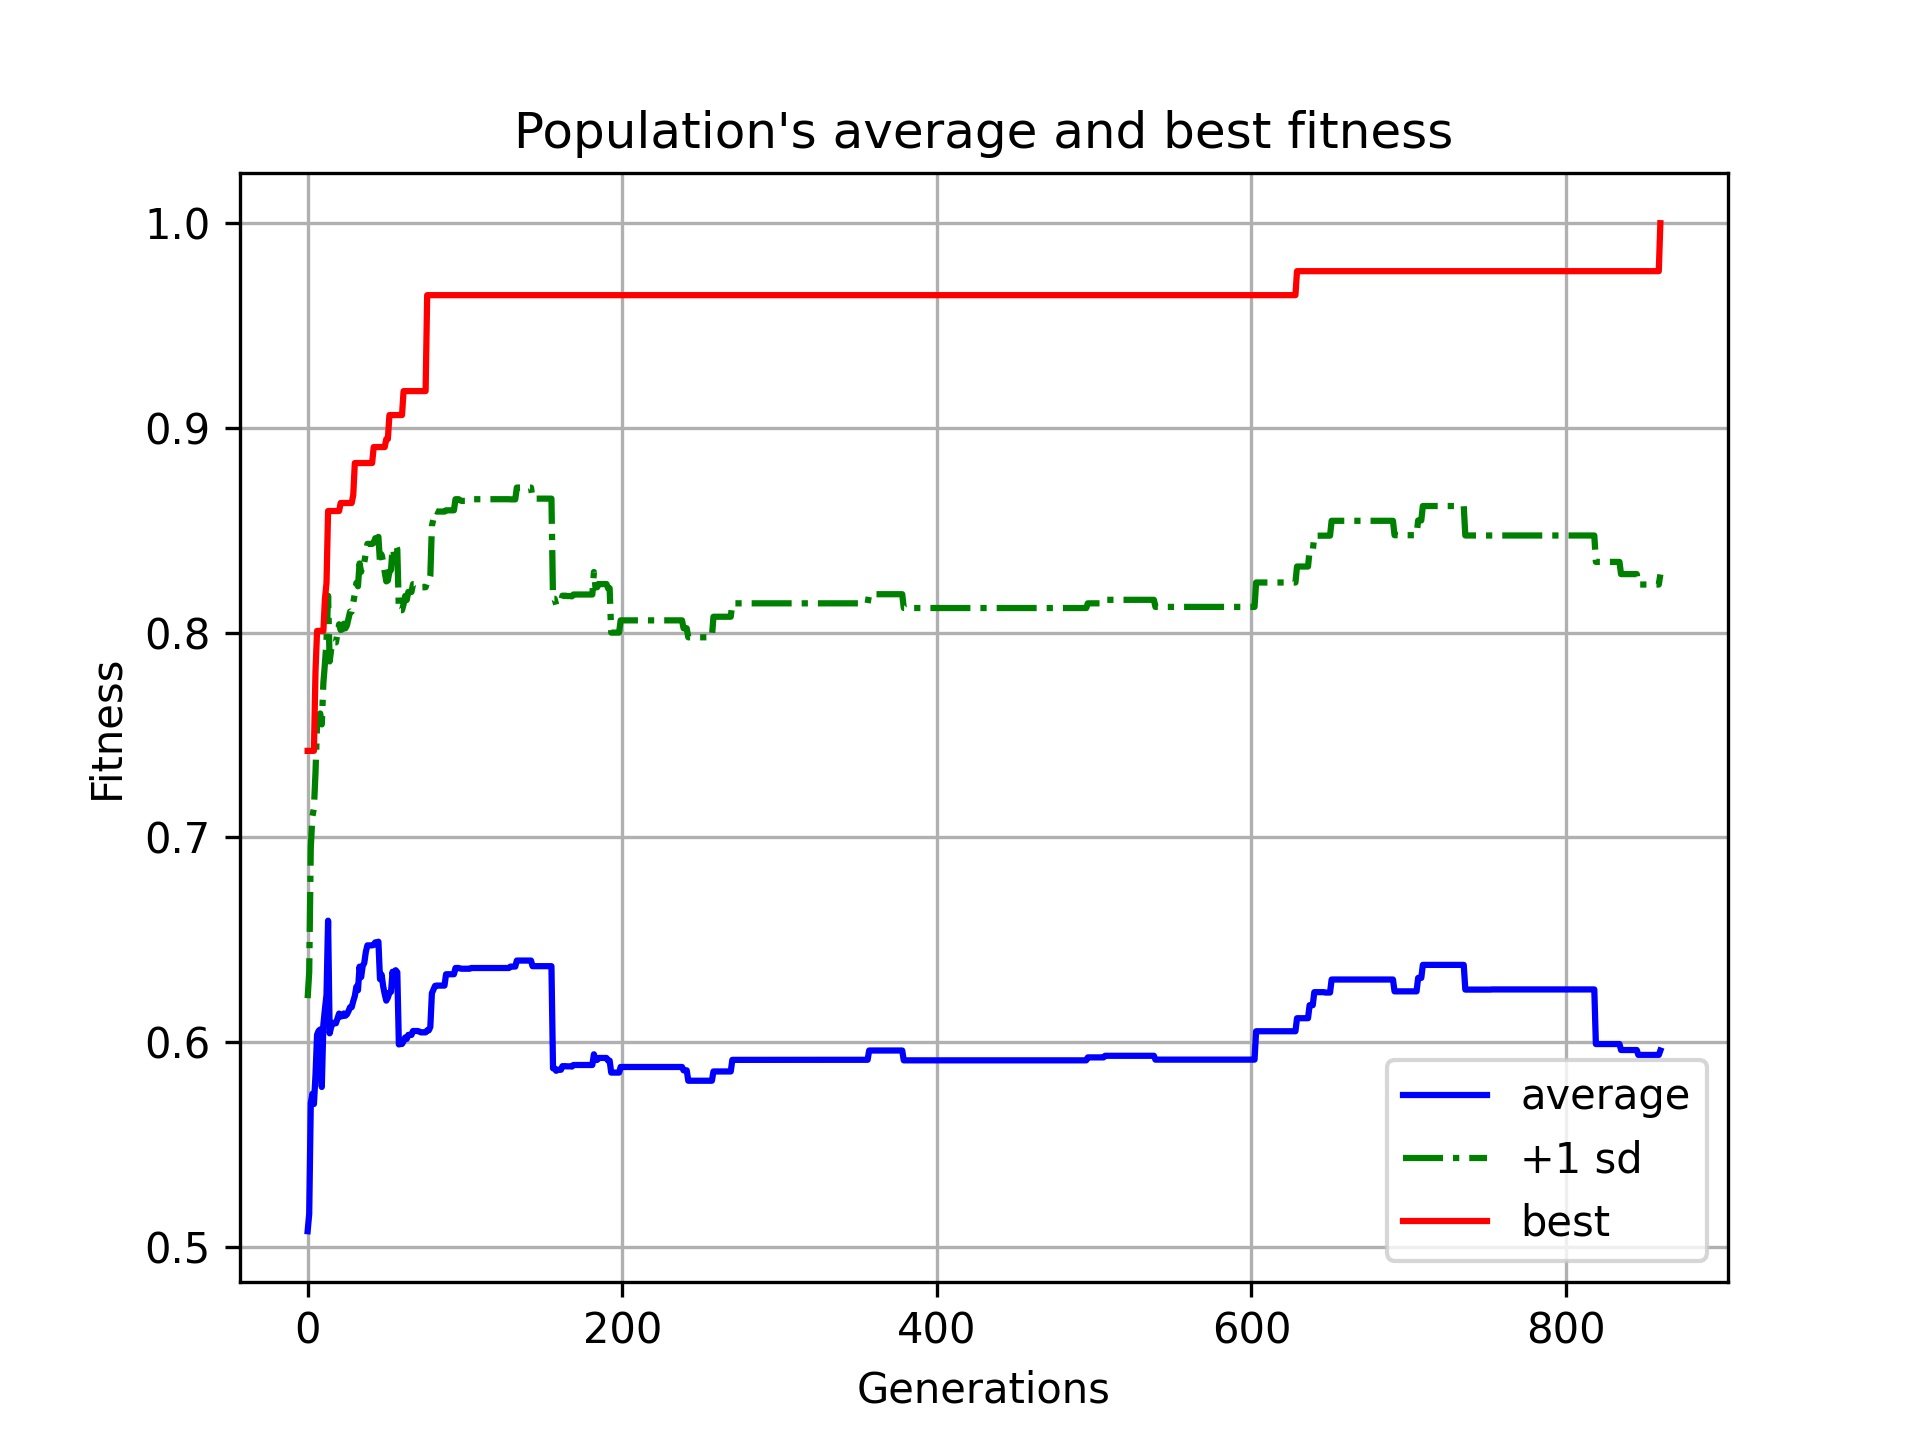 Population's average and best fitness
1.0
0.9
0.8
0.7
0.6
0.5
Fitness
0 200 400 600 800
Generations
average
+1 sd
best